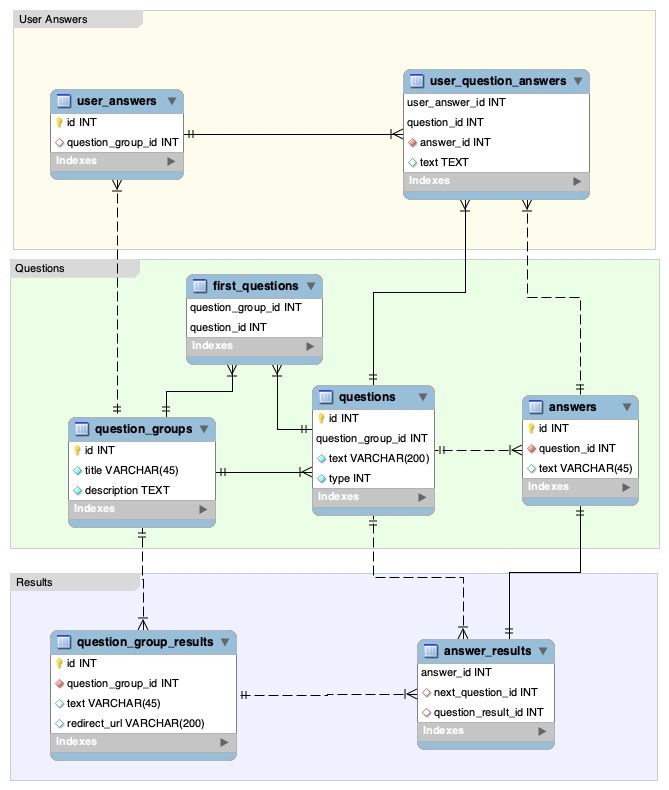 User Answers
user_answers
id INT
question_group_id INT
Indexes
user_question_answers
user_answer_id INT
question_id INT
answer_id INT
text TEXT
Indexes
Questions
first_questions
question_group_id INT
question_id INT
Indexes
question_groups
id INT
title VARCHAR(45)
description TEXT
Indexes
questions
id INT
question_group_id INT
text VARCHAR(200)
type INT
Indexes
answers
id INT
question_id INT
text VARCHAR(45)
Indexes
Results
question_group_results
id INT
question_group_id INT
text VARCHAR(45)
redirect_url VARCHAR(200)
Indexes
answer_results
answer_id INT
next_question_id INT
question_result_id INT
Indexes